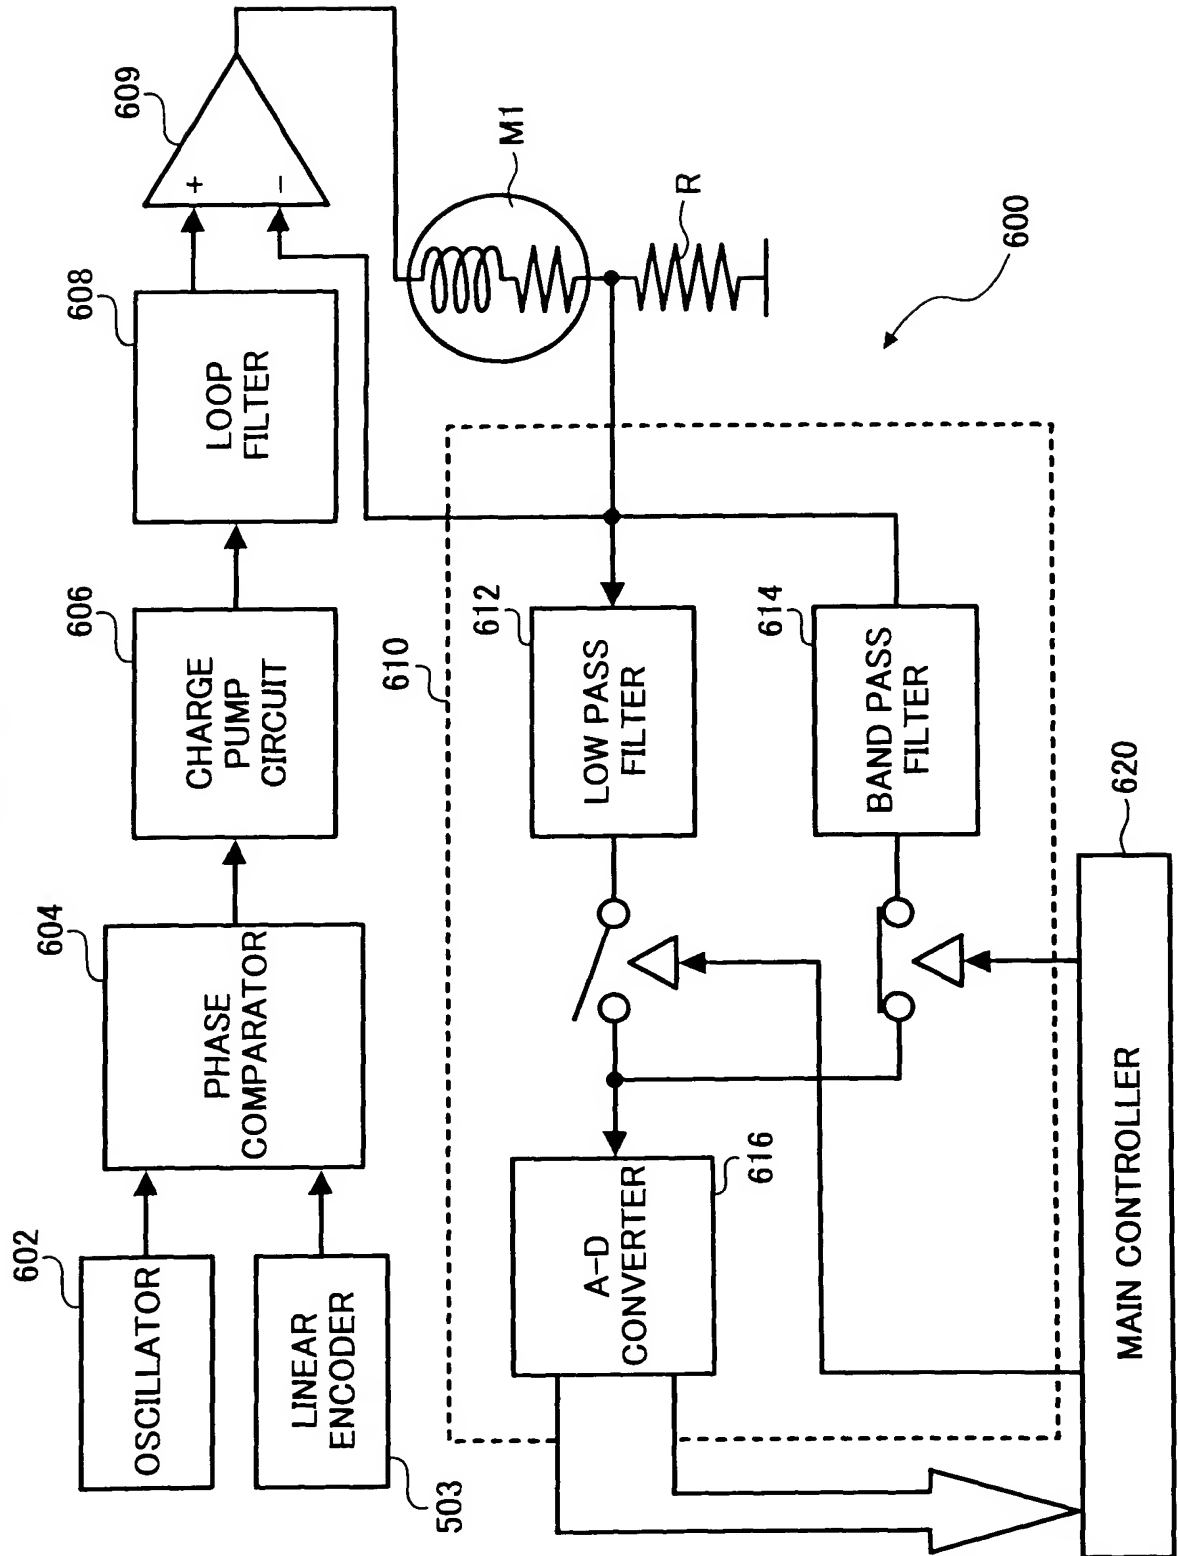 602
OSCILLATOR
LINEAR
ENCODER
503
604
PHASE
COMPARATOR
606
CHARGE
PUMP
CIRCUIT
608
LOOP
FILTER
609
+
−
M1
R
600
610
612
LOW PASS
FILTER
614
BAND PASS
FILTER
A-D
CONVERTER
616
MAIN CONTROLLER
620